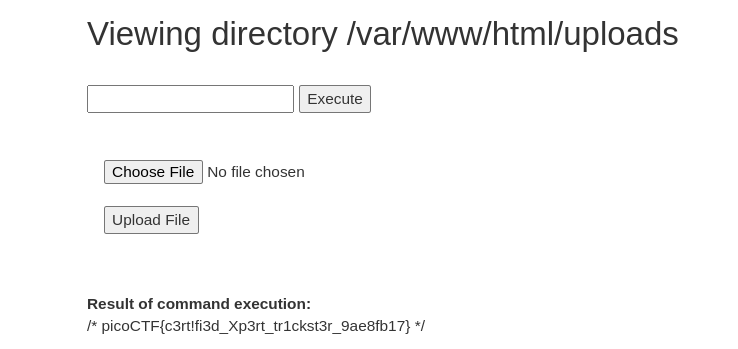 Viewing directory /var/www/html/uploads
Execute
Choose File No file chosen
Upload File
Result of command execution:
/* picoCTF{c3rt!fi3d_Xp3rt_tr1ckst3r_9ae8fb17} */